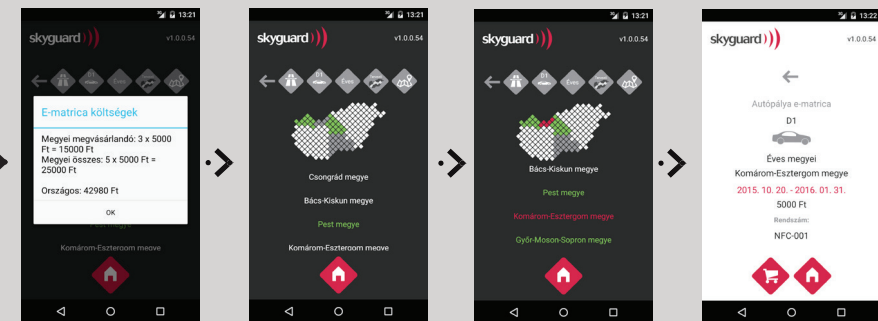 13:21
skyguard
v1.0.0.54
D1
Éves
E-matrica költségek
Megyei megvásárlandó: 3 x 5000
Ft = 15000 Ft
Megyei összes: 5 x 5000 Ft =
25000 Ft
Országos: 42980 Ft
OK
Pest megye
Komárom-Esztergom megye
13:21
skyguard
v1.0.0.54
D1
Éves
Csongrád megye
Bács-Kiskun megye
Pest megye
Komárom-Esztergom megye
13:21
skyguard
v1.0.0.54
D1
Éves
Bács-Kiskun megye
Pest megye
Komárom-Esztergom megye
Győr-Moson-Sopron megye
13:22
skyguard
v1.0.0.54
Autópálya e-matrica
D1
Éves megyei
Komárom-Esztergom megye
2015. 10. 20. - 2016. 01. 31.
5000 Ft
Rendszám:
NFC-001